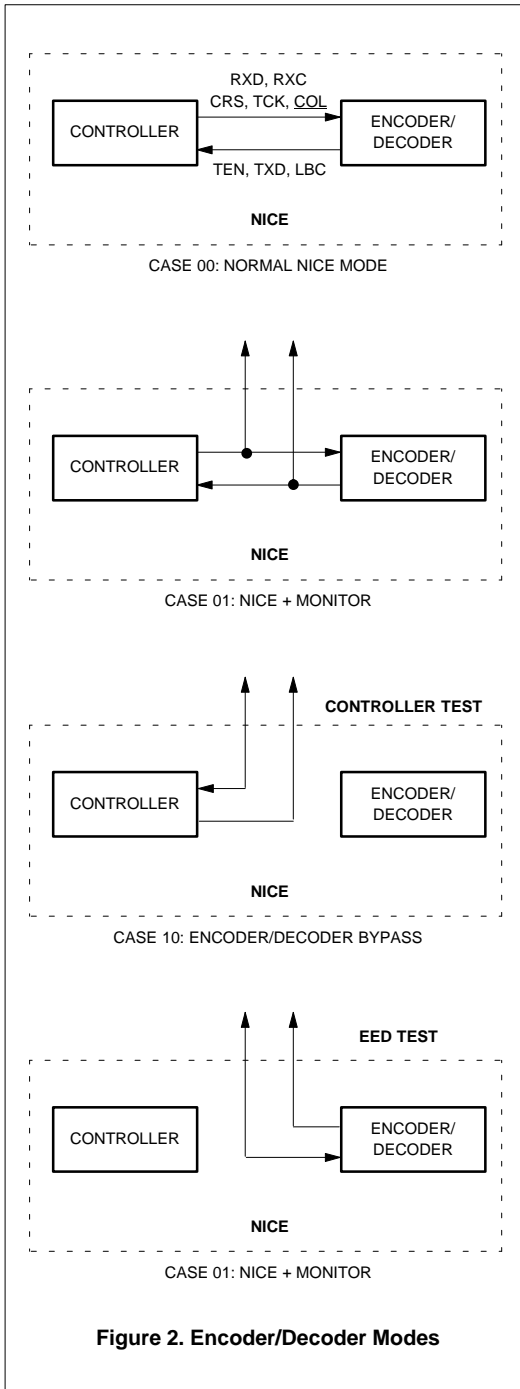 RXD, RXC
CRS, TCK, COL
CONTROLLER
ENCODER/
DECODER
TEN, TXD, LBC
NICE
CASE 00: NORMAL NICE MODE
CONTROLLER
ENCODER/
DECODER
NICE
CASE 01: NICE + MONITOR
CONTROLLER TEST
CONTROLLER
ENCODER/
DECODER
NICE
CASE 10: ENCODER/DECODER BYPASS
EED TEST
CONTROLLER
ENCODER/
DECODER
NICE
CASE 01: NICE + MONITOR
Figure 2. Encoder/Decoder Modes